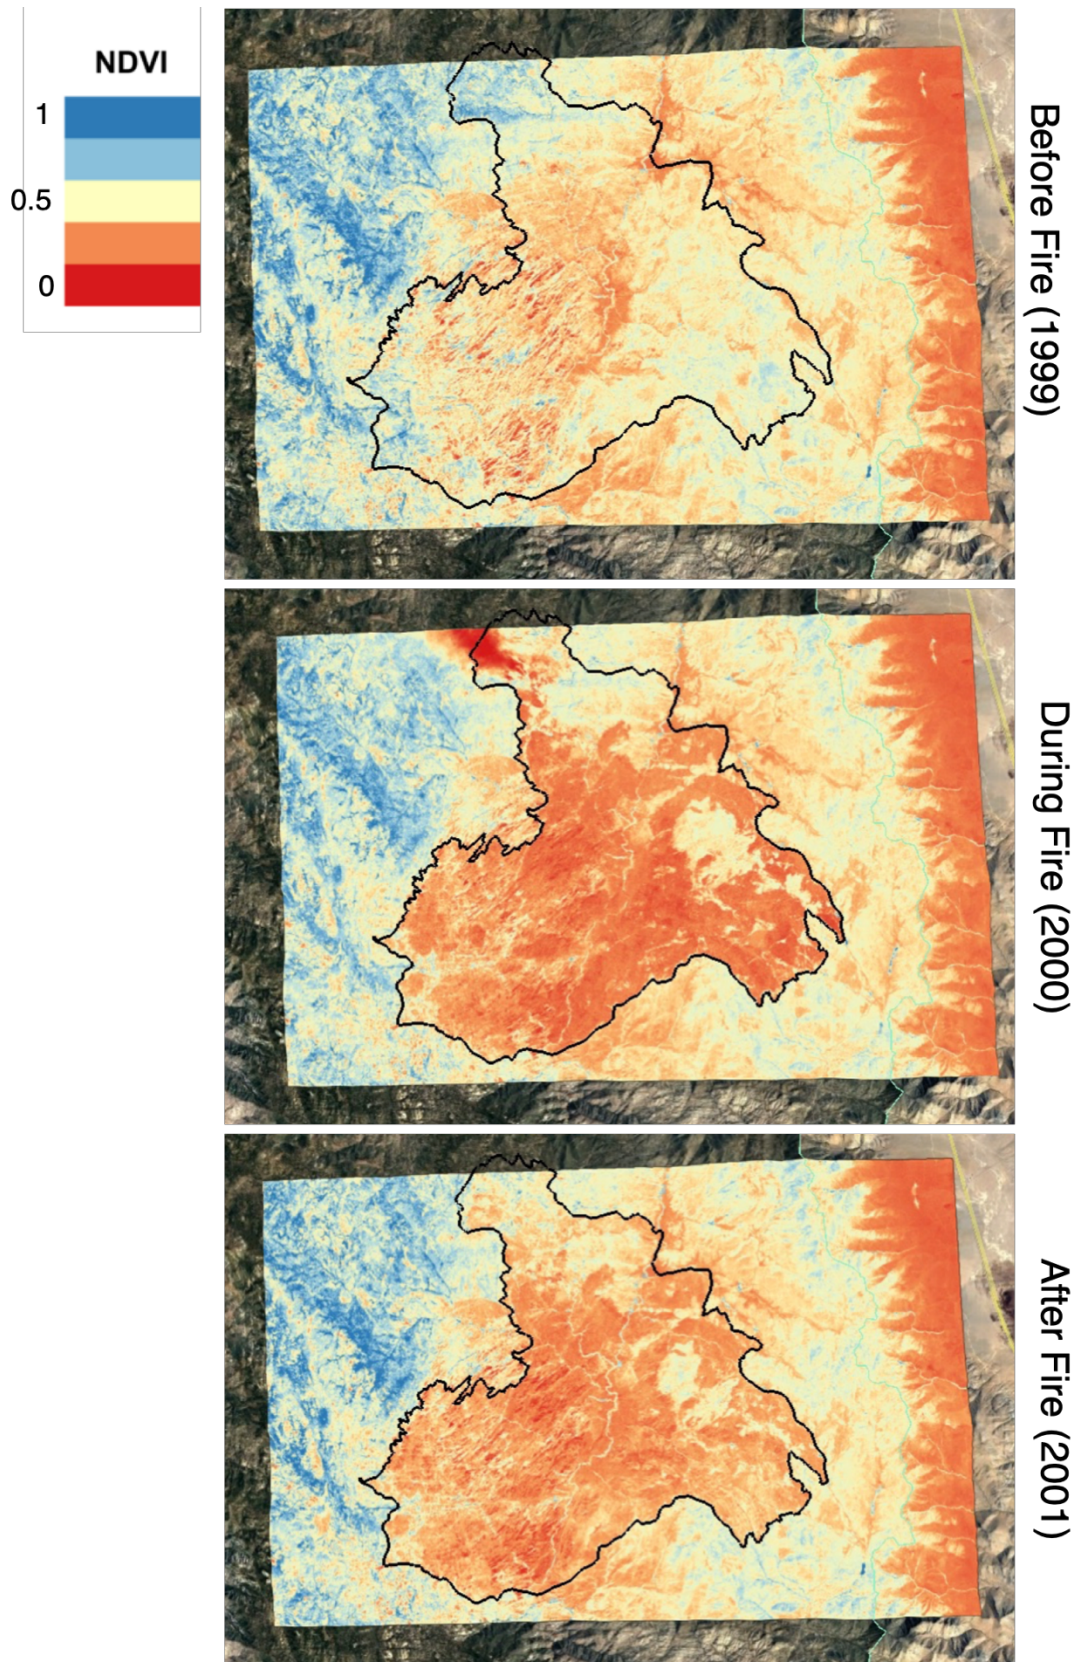 NDVI
1
0.5
0
Before Fire (1999)
During Fire (2000)
After Fire (2001)